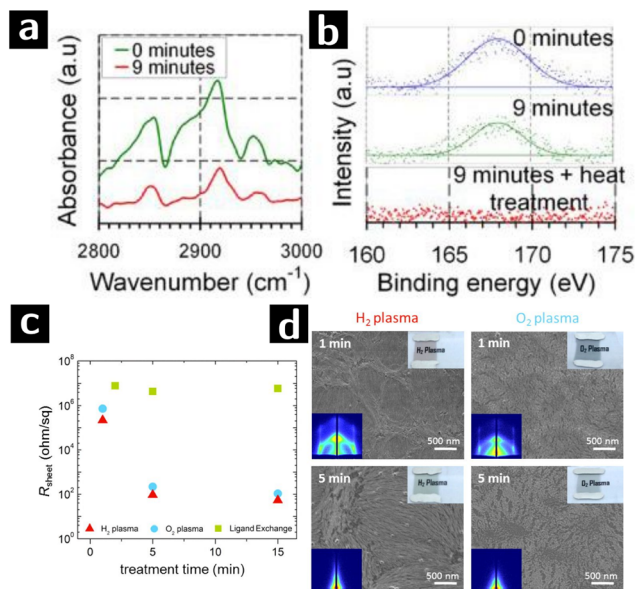 a
0 minutes
9 minutes
Absorbance (a.u)
2800 2900 3000
Wavenumber (cm⁻¹)
b
0 minutes
9 minutes
9 minutes + heat
treatment
Intensity (a.u)
160 165 170 175
Binding energy (eV)
c
10⁸
10⁶
10⁴
10²
10⁰
R_sheet (ohm/sq)
H₂ plasma O₂ plasma Ligand Exchange
0 5 10 15
treatment time (min)
d
H₂ plasma O₂ plasma
1 min
H₂ Plasma
500 nm
1 min
O₂ Plasma
500 nm
5 min
H₂ Plasma
500 nm
5 min
O₂ Plasma
500 nm